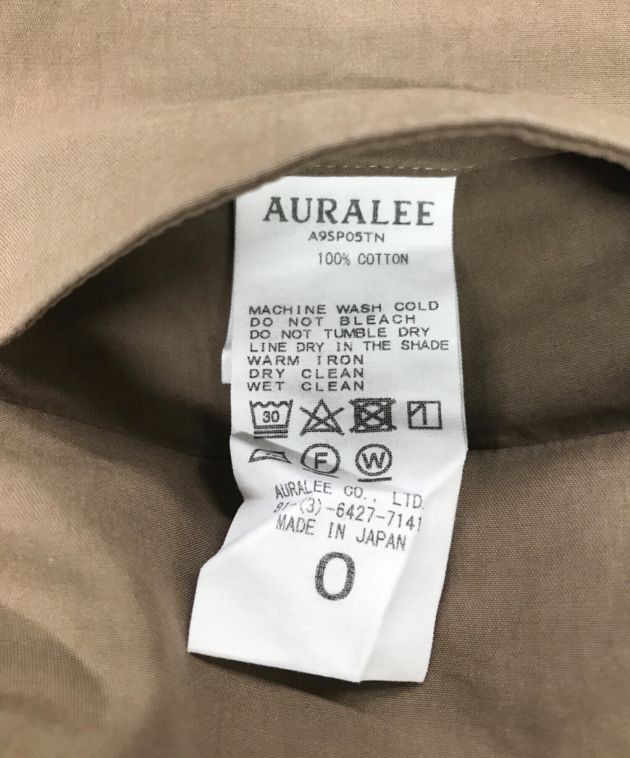 AURALEE
A9SP05TN
100% COTTON
MACHINE WASH COLD
DO NOT BLEACH
DO NOT TUMBLE DRY
LINE DRY IN THE SHADE
WARM IRON
DRY CLEAN
WET CLEAN
30
F W
AURALEE CO., LTD.
81-(3)-6427-7141
MADE IN JAPAN
0